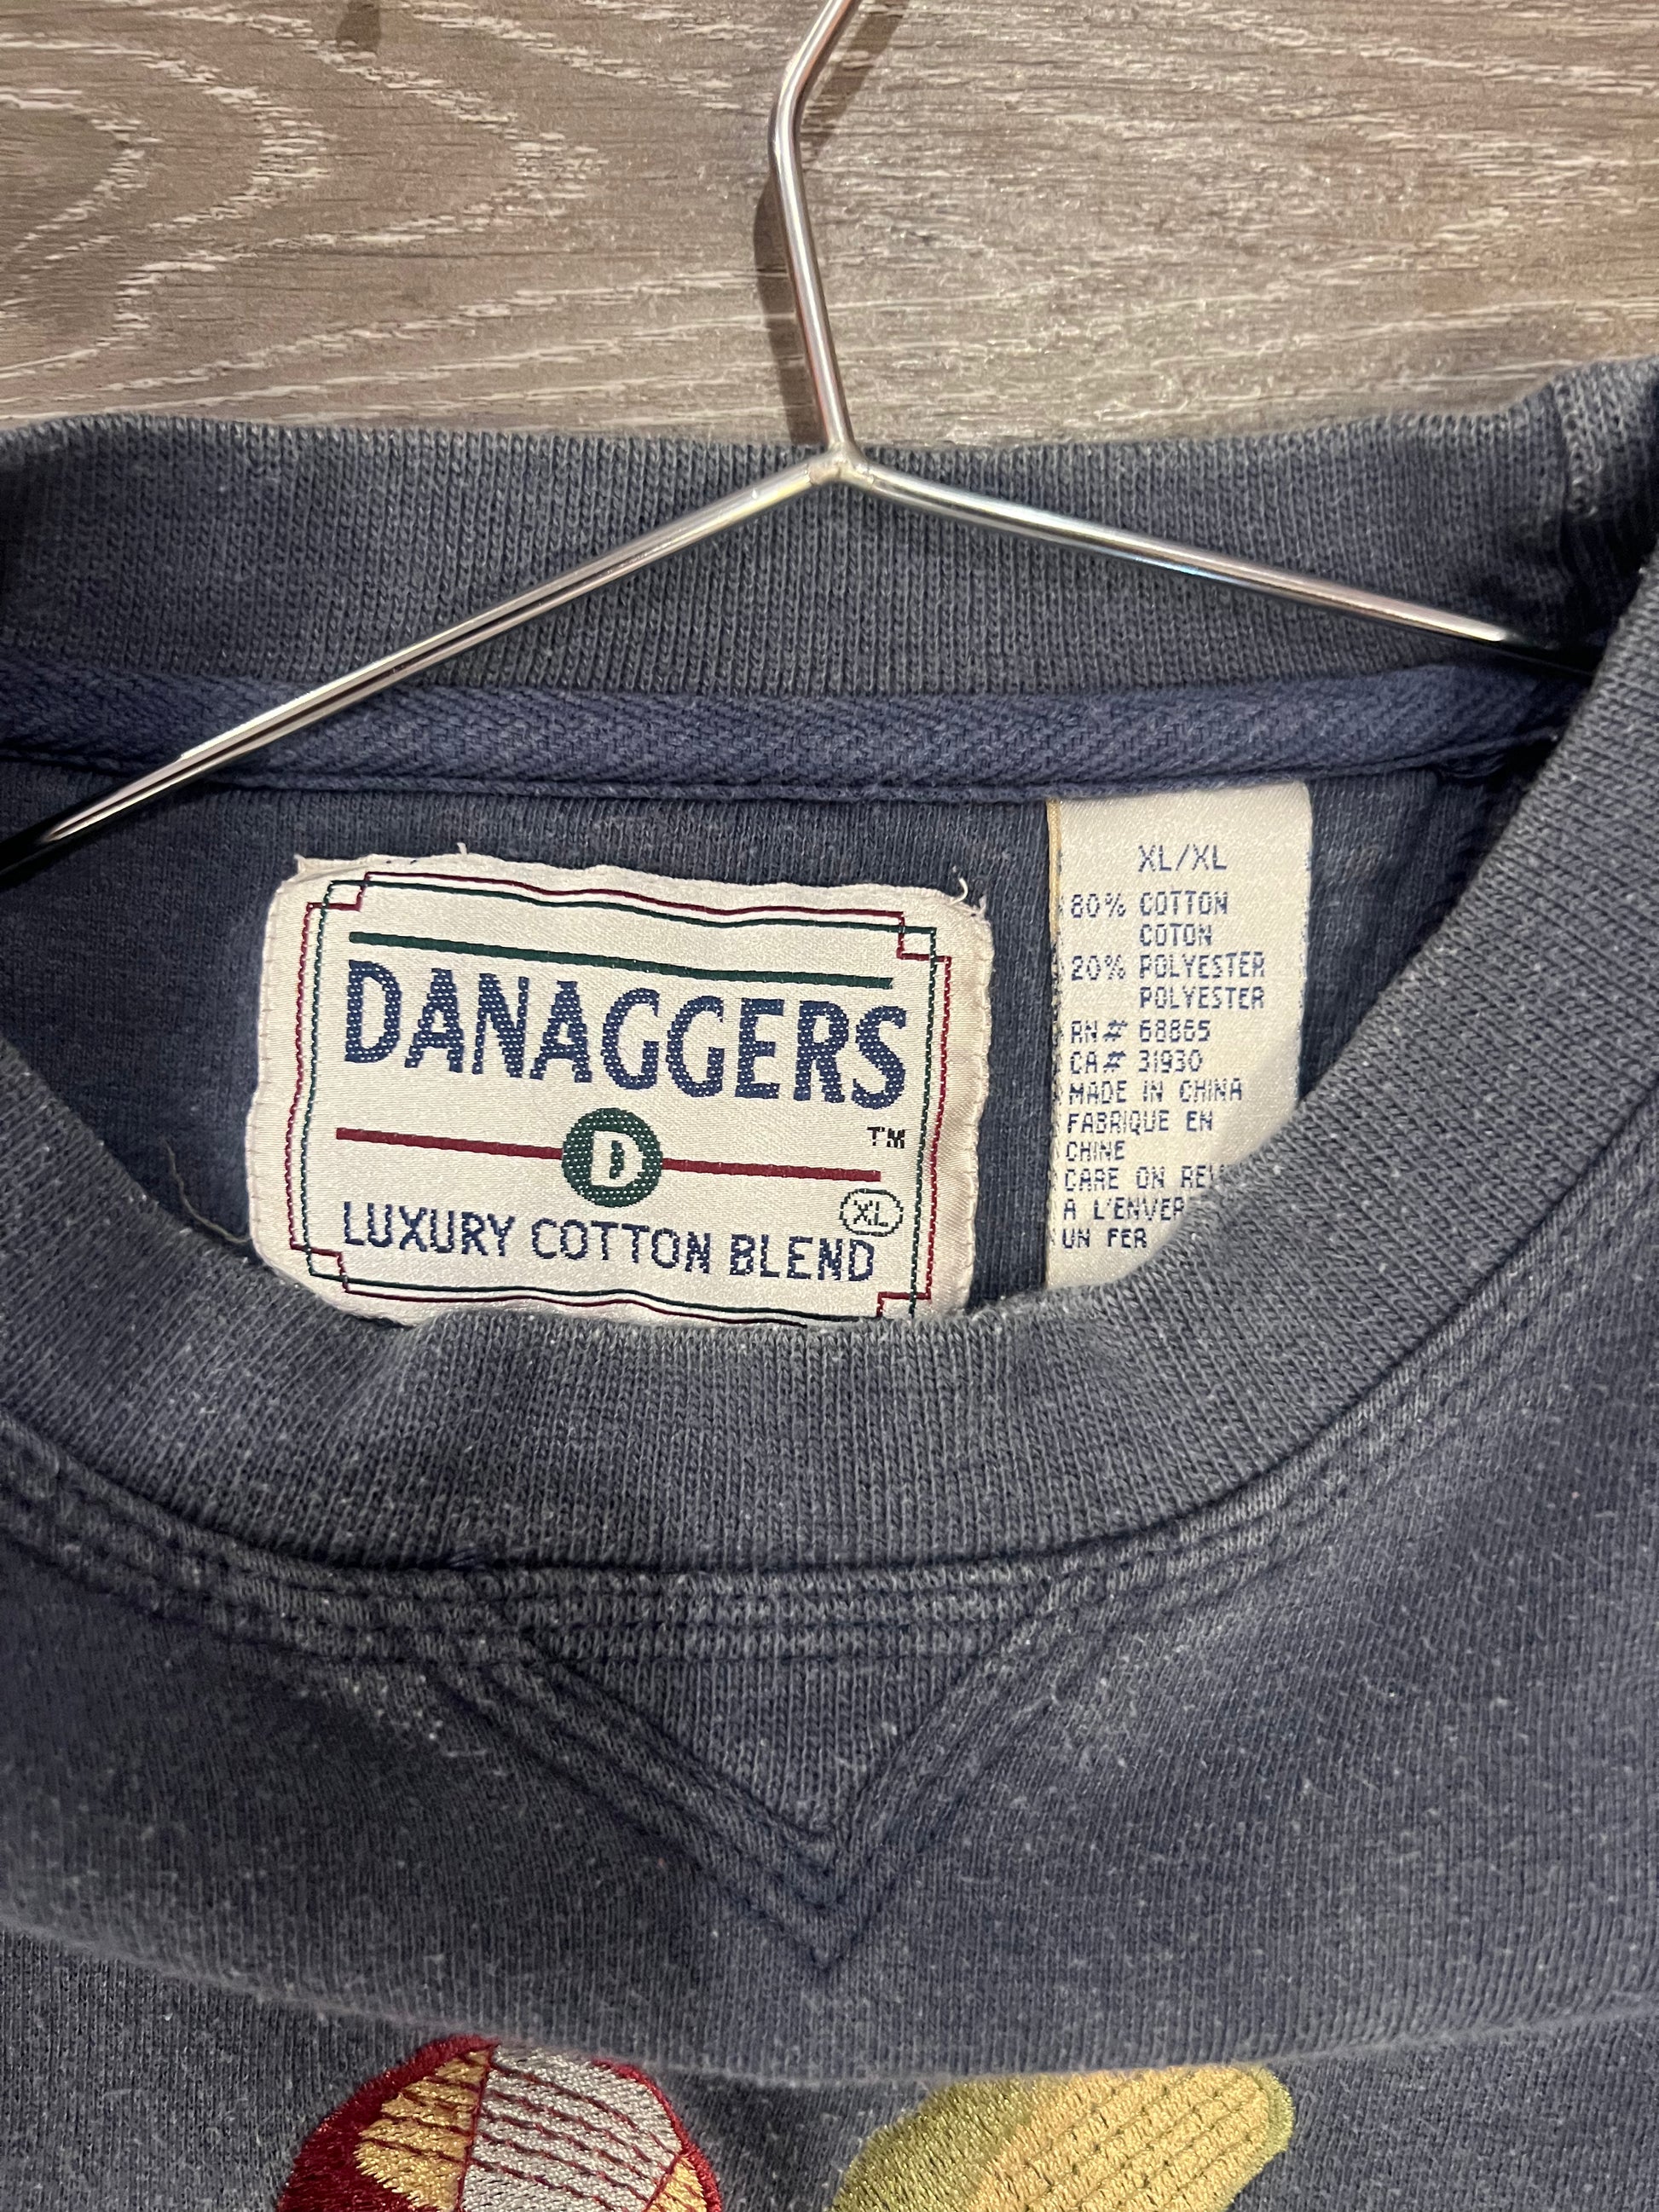 DANAGGERS
TM
D
XL
LUXURY COTTON BLEND
XL/XL
80% COTTON
COTON
20% POLYESTER
POLYESTER
RN# 68865
CA# 31930
MADE IN CHINA
FABRIQUE EN
CHINE
CARE ON
A L'ENVER
UN FER